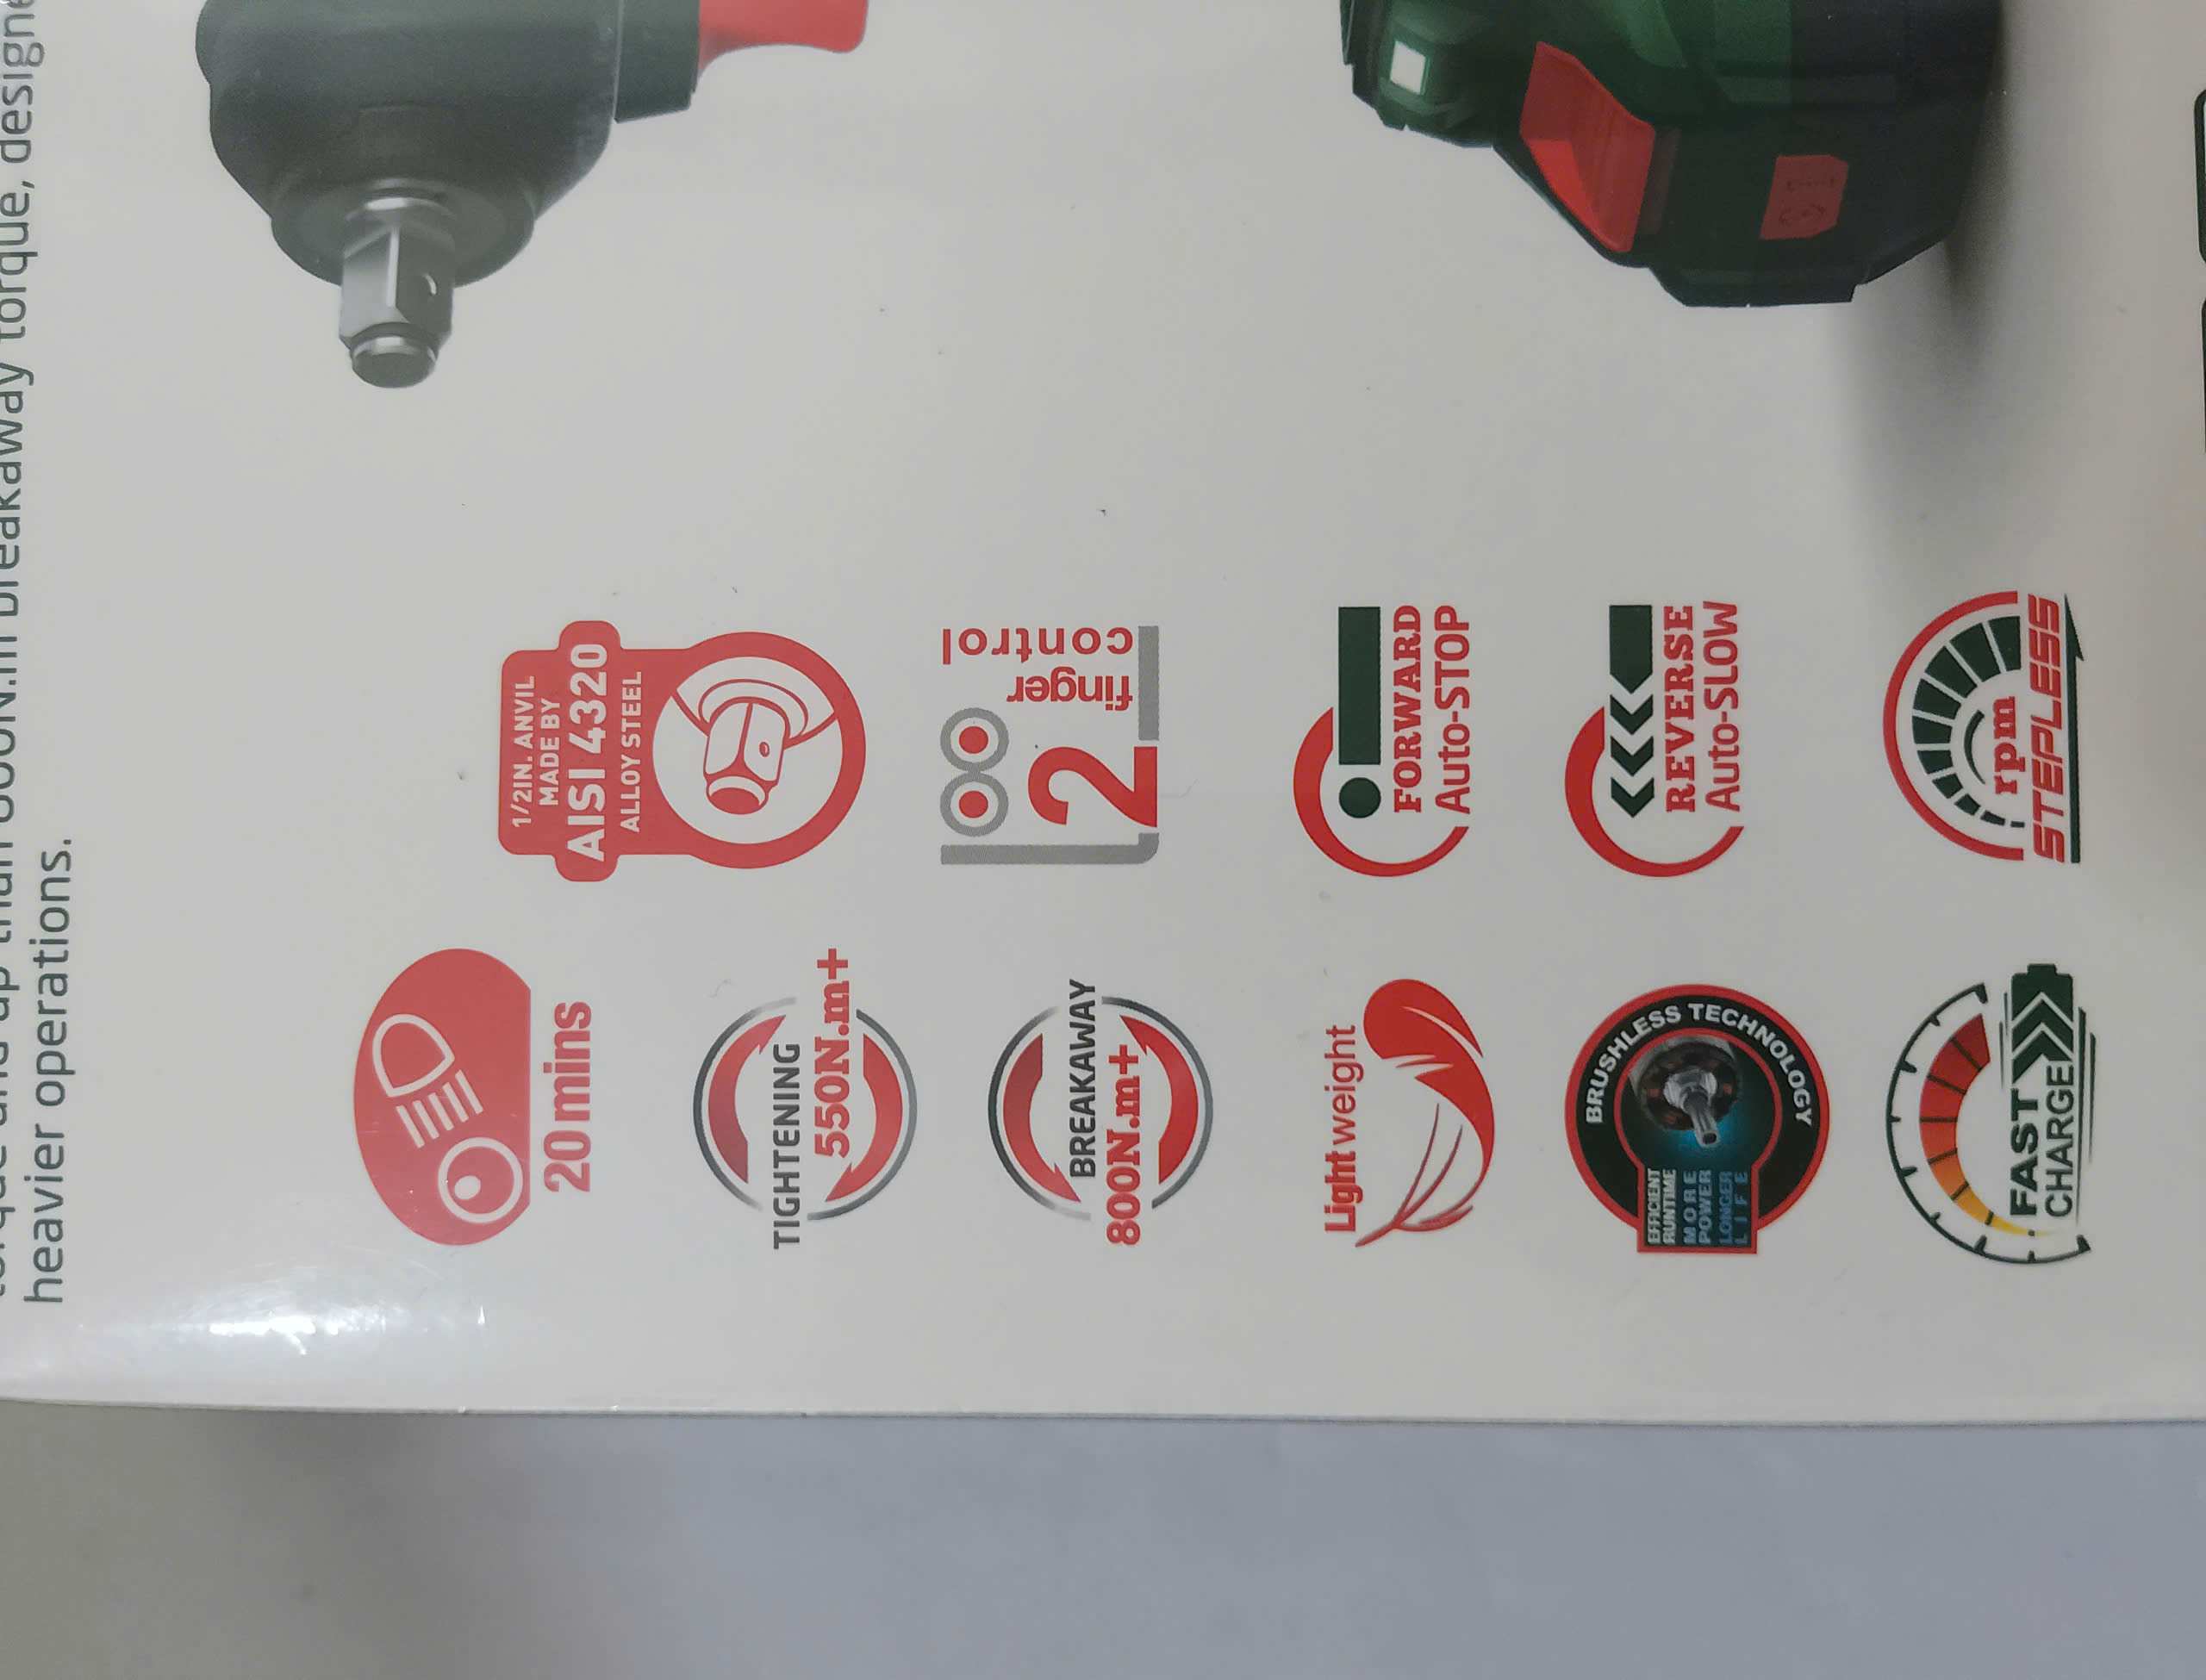 breakaway torque,
heavier operations.
20 mins
1/2IN. ANVIL
MADE BY
AISI 4320
ALLOY STEEL
TIGHTENING
550N.m+
2 finger
control
BREAKAWAY
800N.m+
Light weight
FORWARD
Auto-STOP
BRUSHLESS TECHNOLOGY
EFFICIENT
RUNTIME
MORE
POWER
LONGER
LIFE
REVERSE
Auto-SLOW
FAST
CHARGE
rpm
STEPLESS